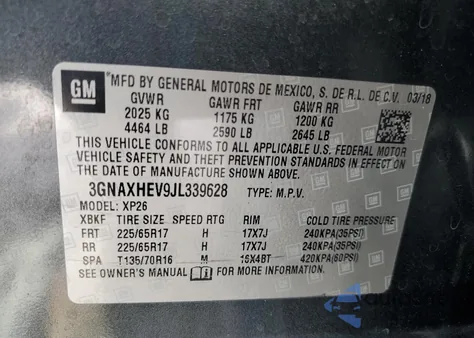 GM
*MFD BY GENERAL MOTORS DE MEXICO, S. DE R.L. DE C.V. 03/18
GVWR GAWR FRT GAWR RR
2025 KG 1175 KG 1200 KG
4464 LB 2590 LB 2645 LB
THIS VEHICLE CONFORMS TO ALL APPLICABLE U.S. FEDERAL MOTOR
VEHICLE SAFETY, BUMPER, AND THEFT PREVENTION STANDARDS
IN EFFECT ON THE DATE OF MANUFACTURE SHOWN ABOVE.
3GNAXHEV9JL339628 TYPE: M.P.V.
MODEL: XP26
XBKF TIRE SIZE SPEED RTG RIM COLD TIRE PRESSURE
FRT 225/65R17 H 17X7J 240KPA(35PSI)
RR 225/65R17 H 17X7J 240KPA(35PSI)
SPA T135/70R16 M 16X4BT 420KPA(60PSI)
SEE OWNER'S MANUAL FOR ADDITIONAL INFORMATION.